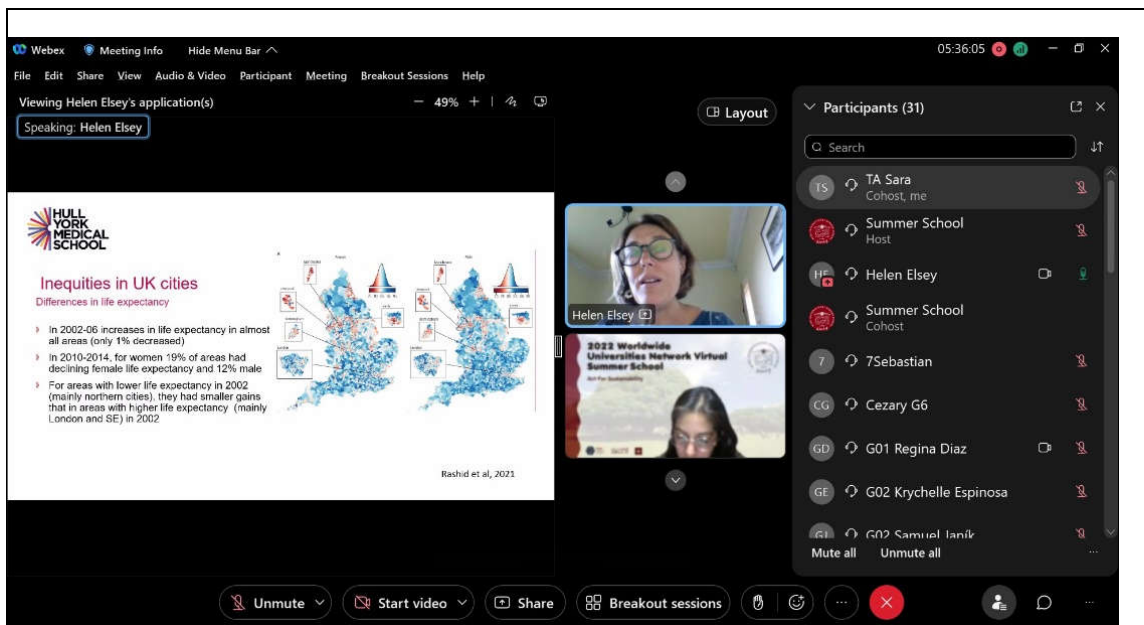 Webex Meeting Info Hide Menu Bar 05:36:05
File Edit Share View Audio & Video Participant Meeting Breakout Sessions Help
Viewing Helen Elsey's application(s) 49%
Speaking: Helen Elsey
HULL
YORK
MEDICAL
SCHOOL
Inequities in UK cities
Differences in life expectancy
In 2002-06 increases in life expectancy in almost
all areas (only 1% decreased)
In 2010-2014, for women 19% of areas had
declining female life expectancy and 12% male
For areas with lower life expectancy in 2002
(mainly northern cities), they had smaller gains
that in areas with higher life expectancy (mainly
London and SE) in 2002
Rashid et al, 2021
Layout
Helen Elsey
2022 Worldwide
Universities Network Virtual
Summer School
Act For Sustainability
Participants (31)
Search
TS TA Sara
Cohost, me
Summer School
Host
HE Helen Elsey
Summer School
Cohost
7 7Sebastian
CG Cezary G6
GD G01 Regina Diaz
GE G02 Krychelle Espinosa
GJ G02 Samuel Janík
Mute all Unmute all
Unmute Start video Share Breakout sessions